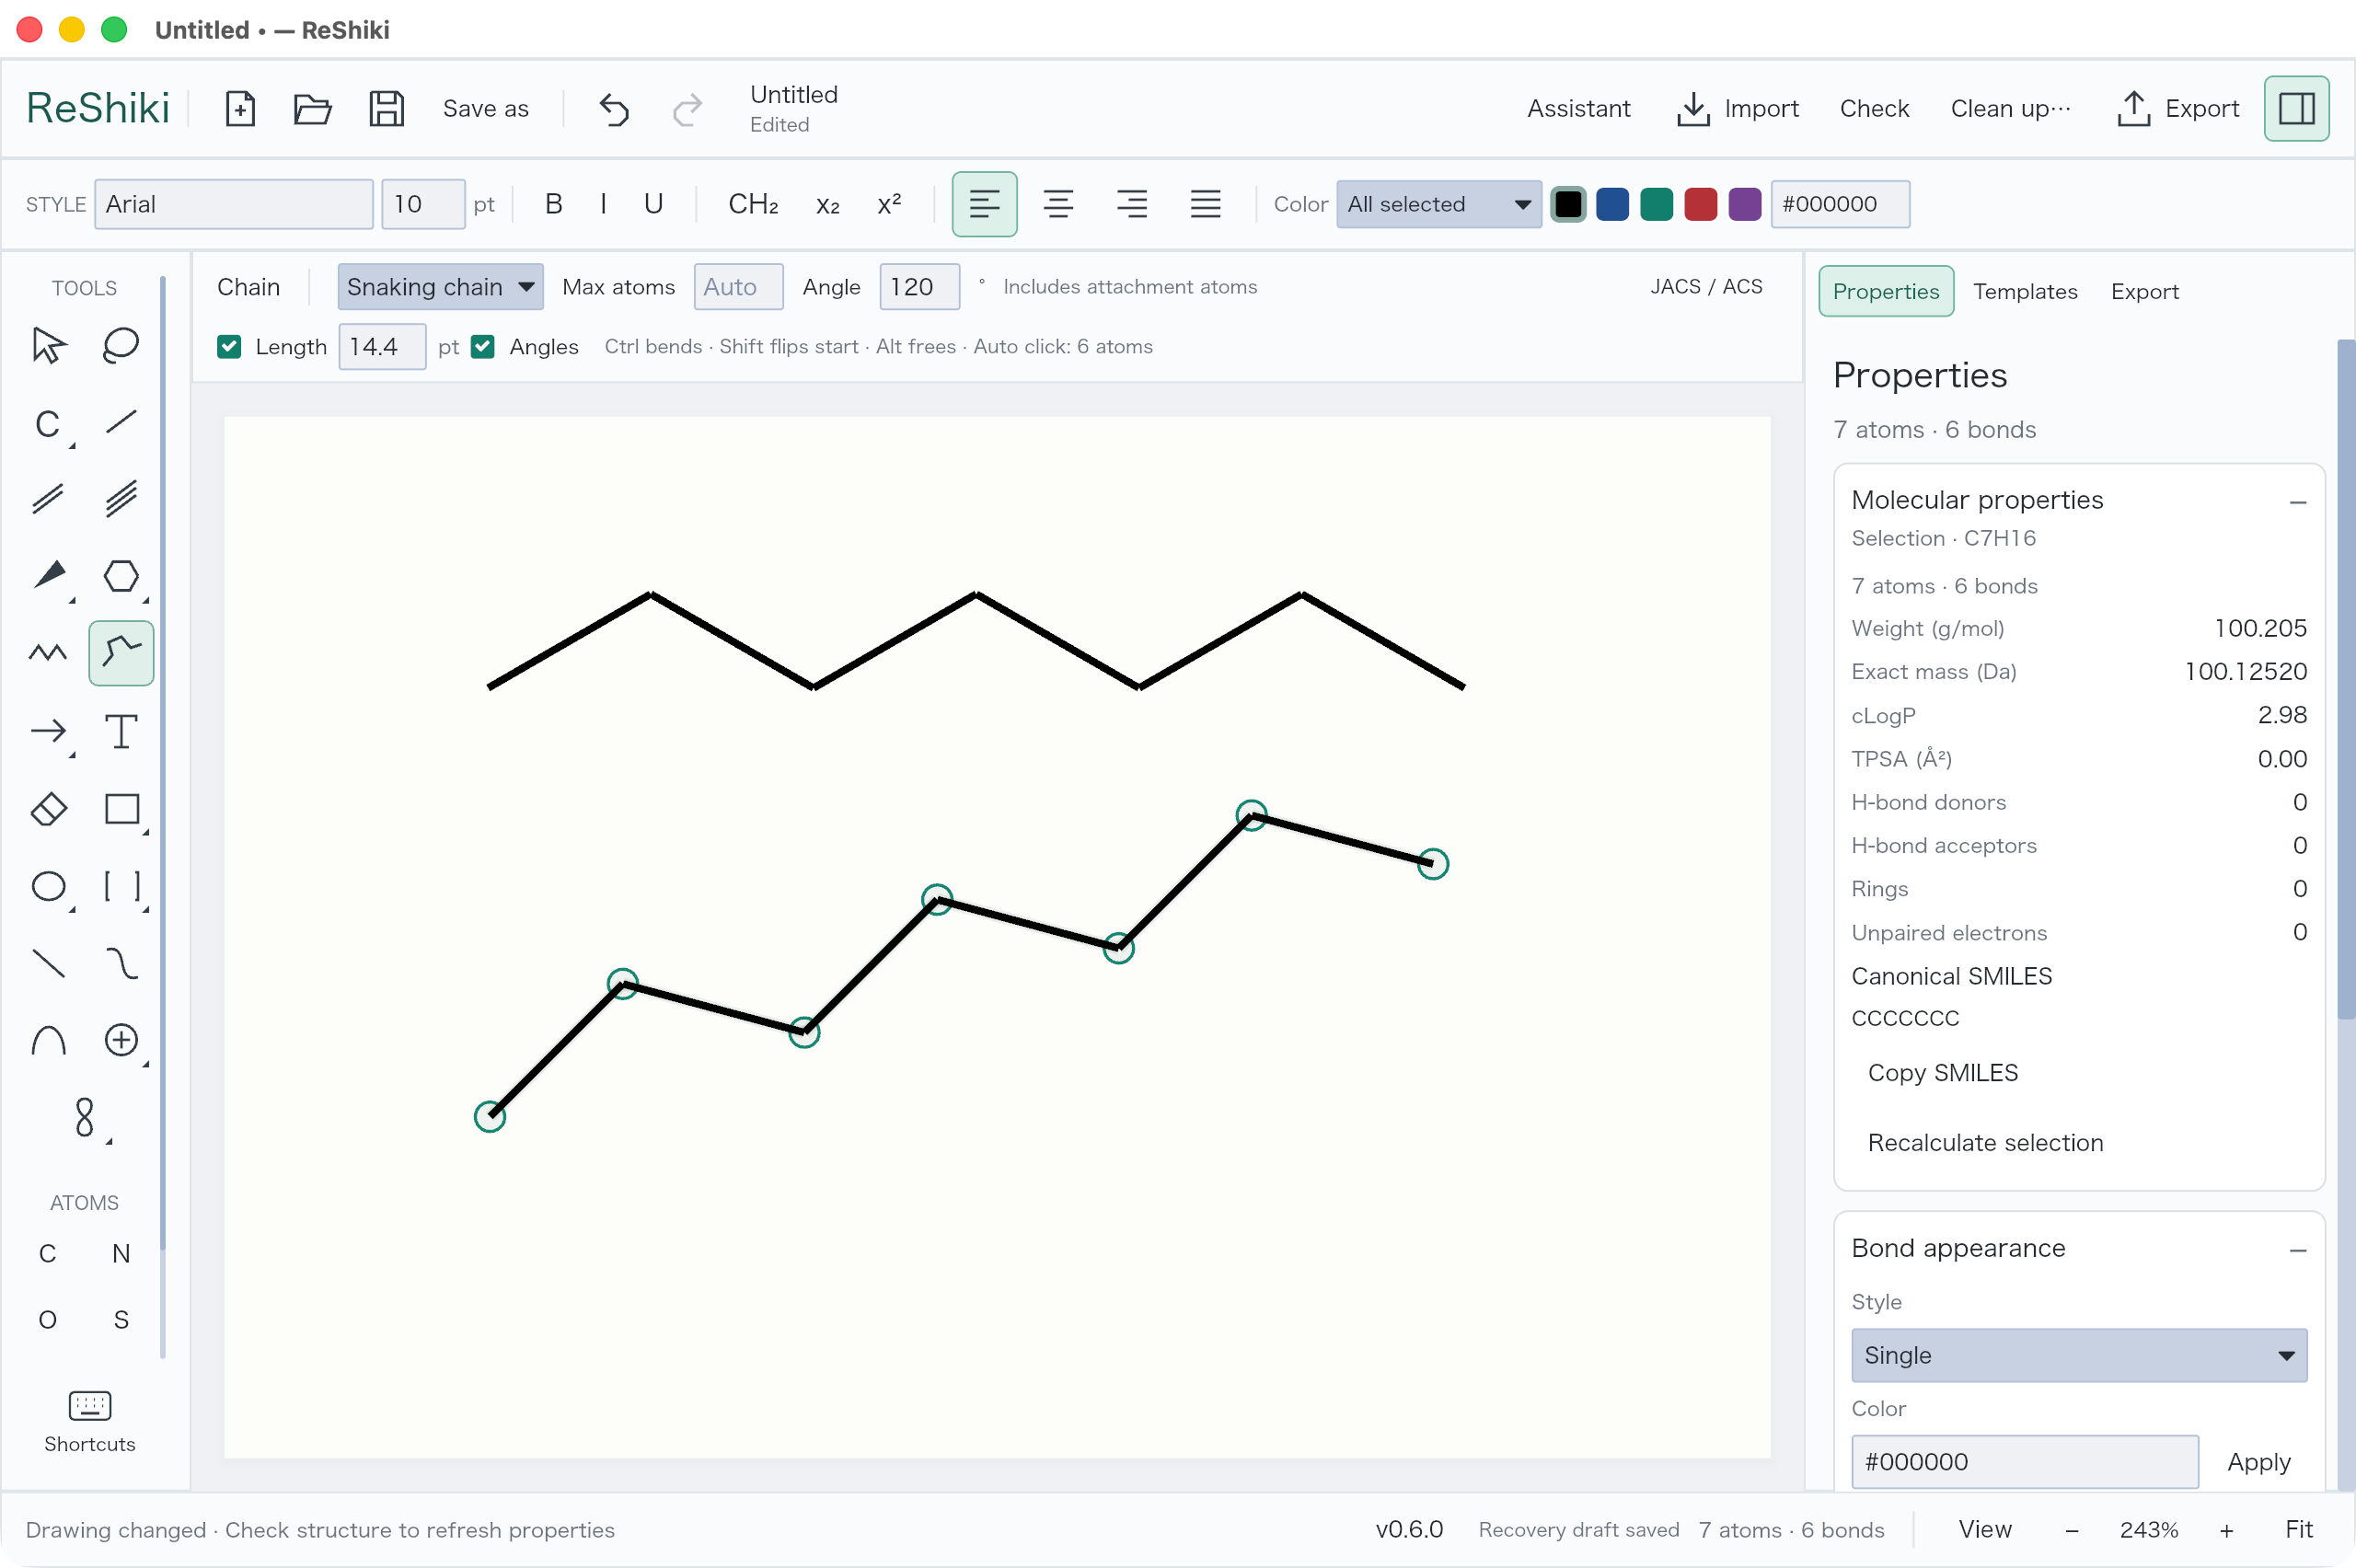 Untitled • — ReShiki
ReShiki
Save as
Untitled
Edited
Assistant Import Check Clean up··· Export
STYLE Arial 10 pt B I U CH₂ x₂ x² Color All selected #000000
TOOLS
Chain Snaking chain Max atoms Auto Angle 120 ° Includes attachment atoms JACS / ACS
Length 14.4 pt Angles Ctrl bends · Shift flips start · Alt frees · Auto click: 6 atoms
C
T
ATOMS
C N
O S
Shortcuts
Properties Templates Export
Properties
7 atoms · 6 bonds
Molecular properties –
Selection · C7H16
7 atoms · 6 bonds
Weight (g/mol) 100.205
Exact mass (Da) 100.12520
cLogP 2.98
TPSA (Å²) 0.00
H-bond donors 0
H-bond acceptors 0
Rings 0
Unpaired electrons 0
Canonical SMILES
CCCCCCC
Copy SMILES
Recalculate selection
Bond appearance –
Style
Single
Color
#000000 Apply
Drawing changed · Check structure to refresh properties
v0.6.0 Recovery draft saved 7 atoms · 6 bonds View – 243% + Fit